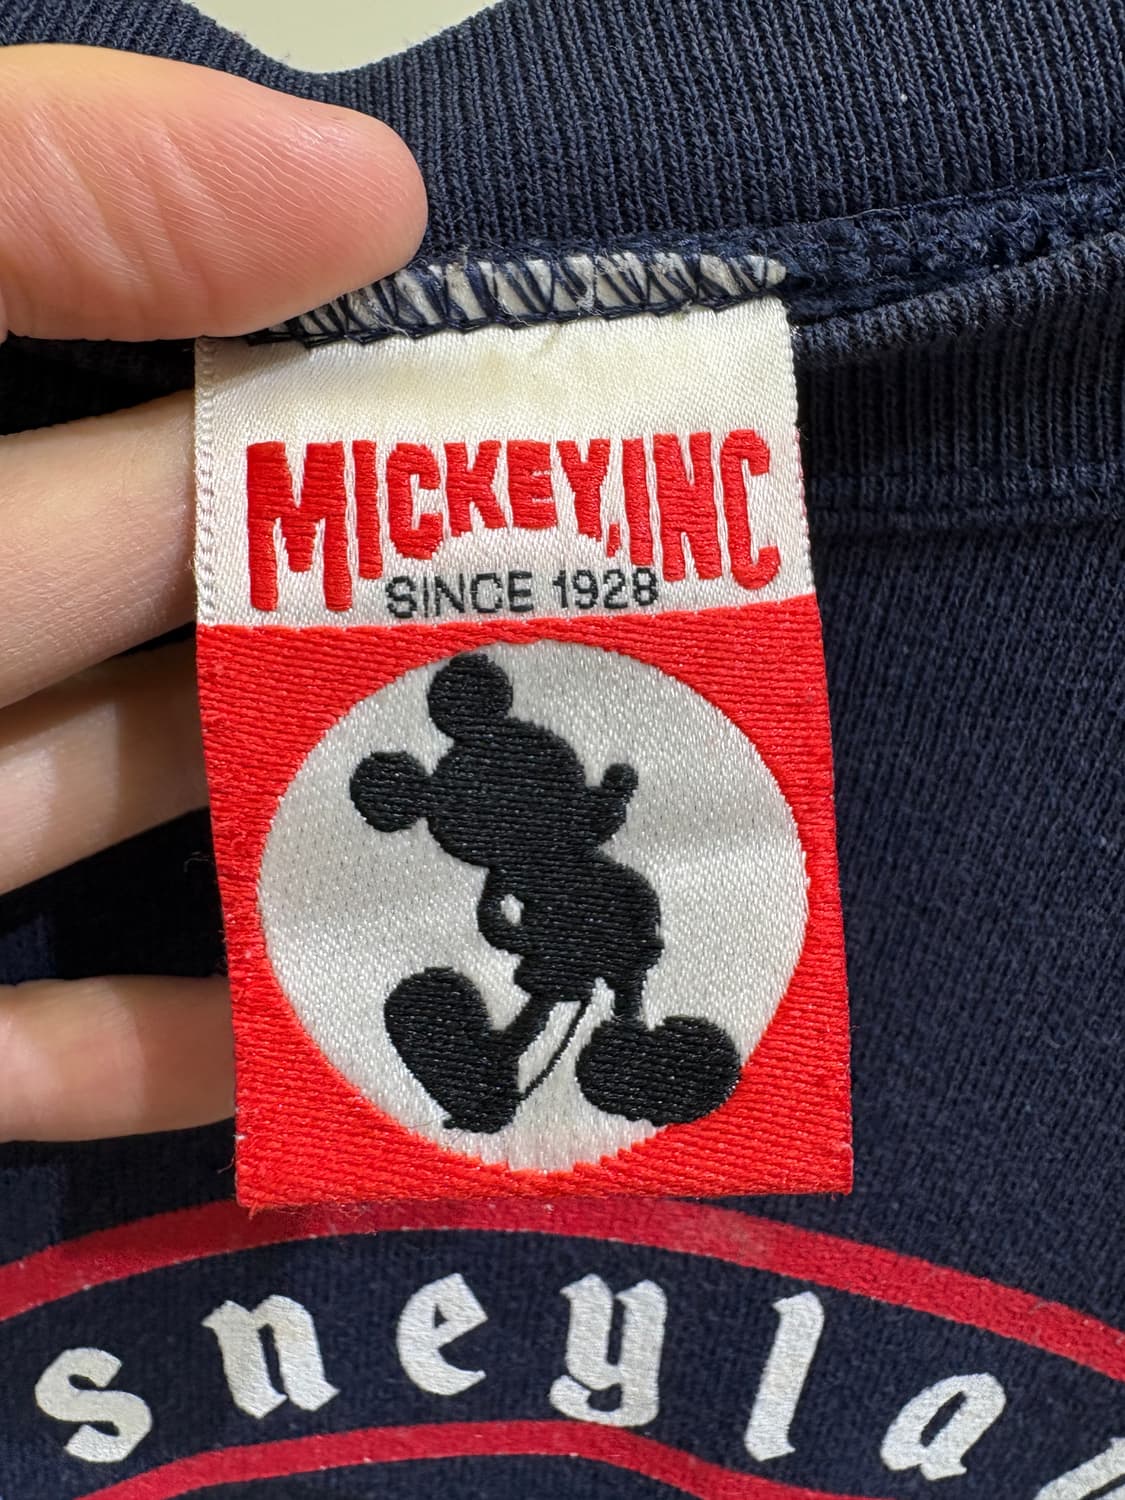 MICKEY, INC
SINCE 1928
sneyla